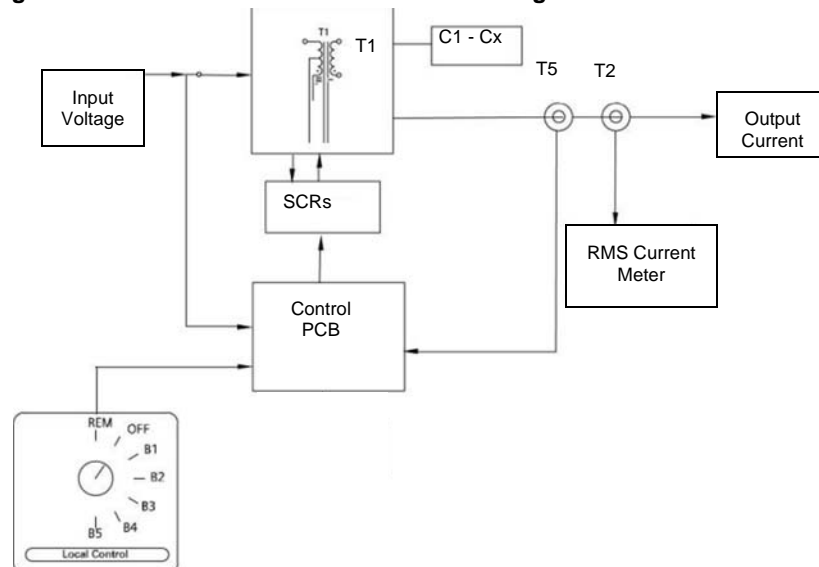 T1
T1
C1 - Cx
T5
T2
Input
Voltage
Output
Current
SCRs
RMS Current
Meter
Control
PCB
REM
OFF
B1
B2
B3
B4
B5
Local Control